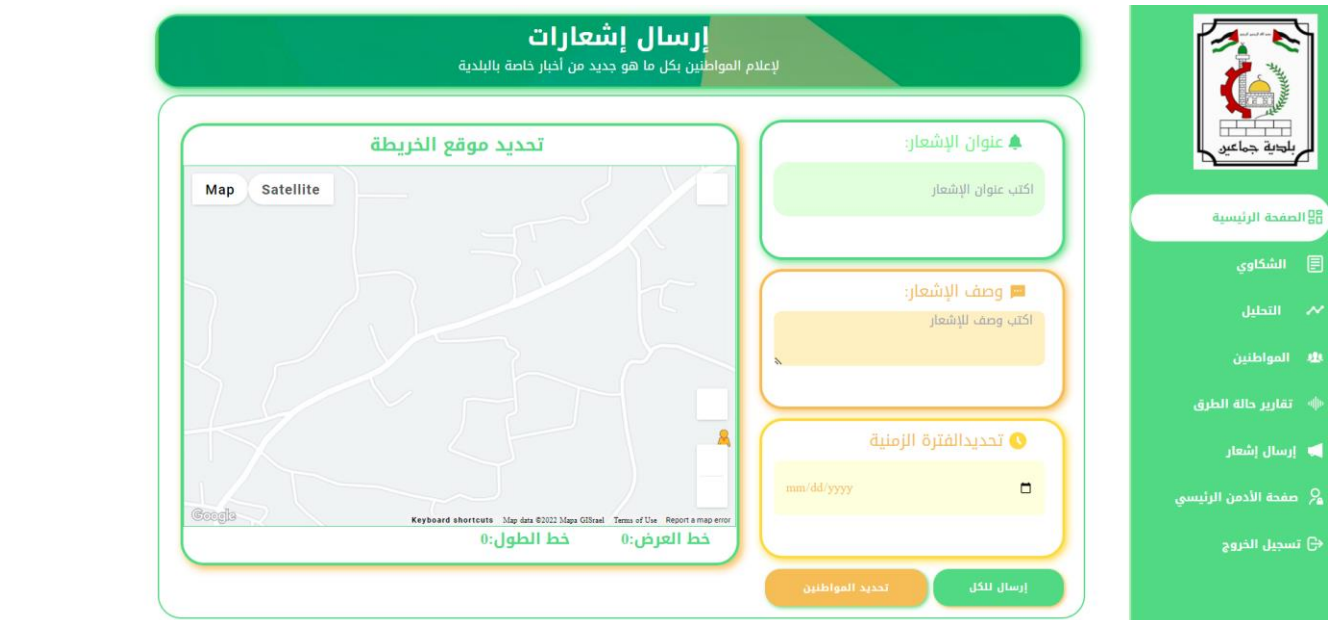 إرسال إشعارات
لإعلام المواطنين بكل ما هو جديد من أخبار خاصة بالبلدية
بلدية جماعين
الصفحة الرئيسية
الشكاوي
التحليل
المواطنين
تقارير حالة الطرق
إرسال إشعار
صفحة الأدمن الرئيسي
تسجيل الخروج
عنوان الإشعار:
اكتب عنوان الإشعار
وصف الإشعار:
اكتب وصف للإشعار
تحديدالفترة الزمنية
mm/dd/yyyy
إرسال للكل
تحديد المواطنين
تحديد موقع الخريطة
Map Satellite
Google
Keyboard shortcuts Map data ©2022 Mapa GISrael Terms of Use Report a map error
خط العرض:0 خط الطول:0